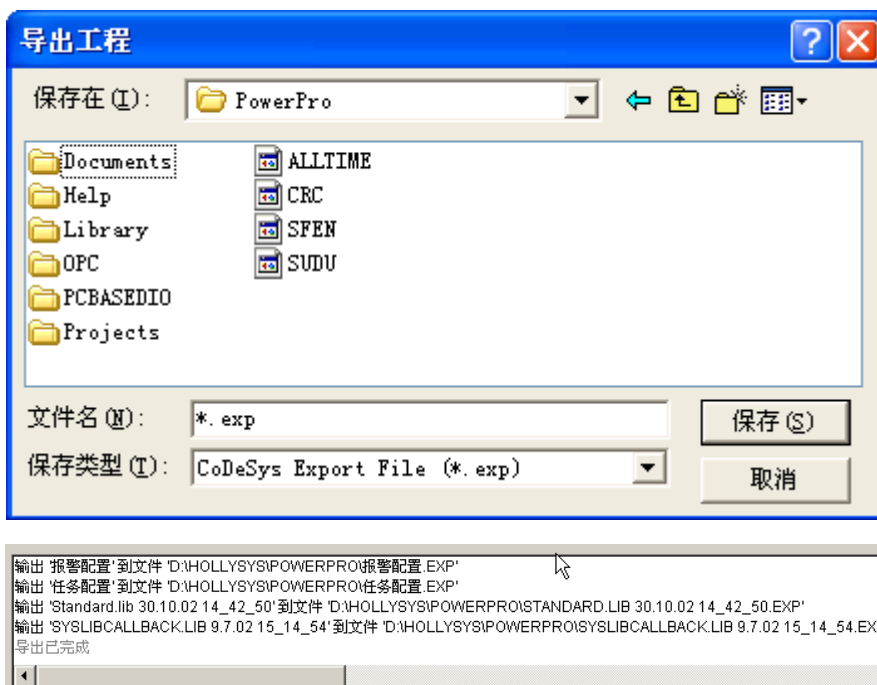 导出工程
保存在(I): PowerPro
Documents
Help
Library
OPC
PCBASEDIO
Projects
ALLTIME
CRC
SFEN
SUDU
文件名(N): *.exp 保存(S)
保存类型(T): CoDeSys Export File (*.exp) 取消
输出 '报警配置' 到文件 'D:\HOLLYSYS\POWERPRO\报警配置.EXP'
输出 '任务配置' 到文件 'D:\HOLLYSYS\POWERPRO\任务配置.EXP'
输出 'Standard.lib 30.10.02 14_42_50' 到文件 'D:\HOLLYSYS\POWERPRO\STANDARD.LIB 30.10.02 14_42_50.EXP'
输出 'SYSLIBCALLBACK.LIB 9.7.02 15_14_54' 到文件 'D:\HOLLYSYS\POWERPRO\SYSLIBCALLBACK.LIB 9.7.02 15_14_54.EX
导出已完成